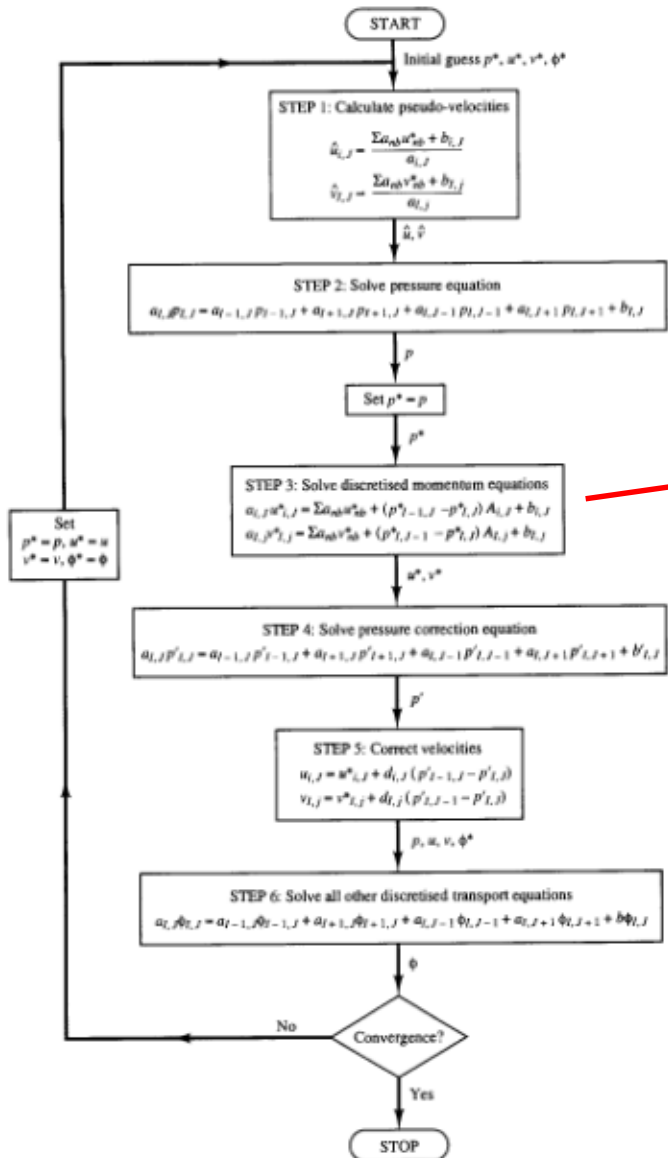 START
Initial guess p*, u*, v*, ϕ*
STEP 1: Calculate pseudo-velocities
û_{i,J} = (Σa_{nb}u*_{nb} + b_{i,J}) / a_{i,J}
v̂_{I,j} = (Σa_{nb}v*_{nb} + b_{I,j}) / a_{I,j}
û, v̂
STEP 2: Solve pressure equation
a_{I,J}p_{I,J} = a_{I−1,J} p_{I−1,J} + a_{I+1,J} p_{I+1,J} + a_{I,J−1} p_{I,J−1} + a_{I,J+1} p_{I,J+1} + b_{I,J}
p
Set p* = p
p*
STEP 3: Solve discretised momentum equations
a_{i,J} u*_{i,J} = Σa_{nb}u*_{nb} + (p*_{I−1,J} − p*_{I,J}) A_{i,J} + b_{i,J}
a_{I,j} v*_{I,j} = Σa_{nb}v*_{nb} + (p*_{I,J−1} − p*_{I,J}) A_{I,j} + b_{I,j}
u*, v*
STEP 4: Solve pressure correction equation
a_{I,J} p′_{I,J} = a_{I−1,J} p′_{I−1,J} + a_{I+1,J} p′_{I+1,J} + a_{I,J−1} p′_{I,J−1} + a_{I,J+1} p′_{I,J+1} + b′_{I,J}
p′
STEP 5: Correct velocities
u_{i,J} = u*_{i,J} + d_{i,J} (p′_{I−1,J} − p′_{I,J})
v_{I,j} = v*_{I,j} + d_{I,j} (p′_{I,J−1} − p′_{I,J})
p, u, v, ϕ*
STEP 6: Solve all other discretised transport equations
a_{I,J}ϕ_{I,J} = a_{I−1,J}ϕ_{I−1,J} + a_{I+1,J}ϕ_{I+1,J} + a_{I,J−1} ϕ_{I,J−1} + a_{I,J+1} ϕ_{I,J+1} + bϕ_{I,J}
ϕ
Convergence?
No
Set
p* = p, u* = u
v* = v, ϕ* = ϕ
Yes
STOP